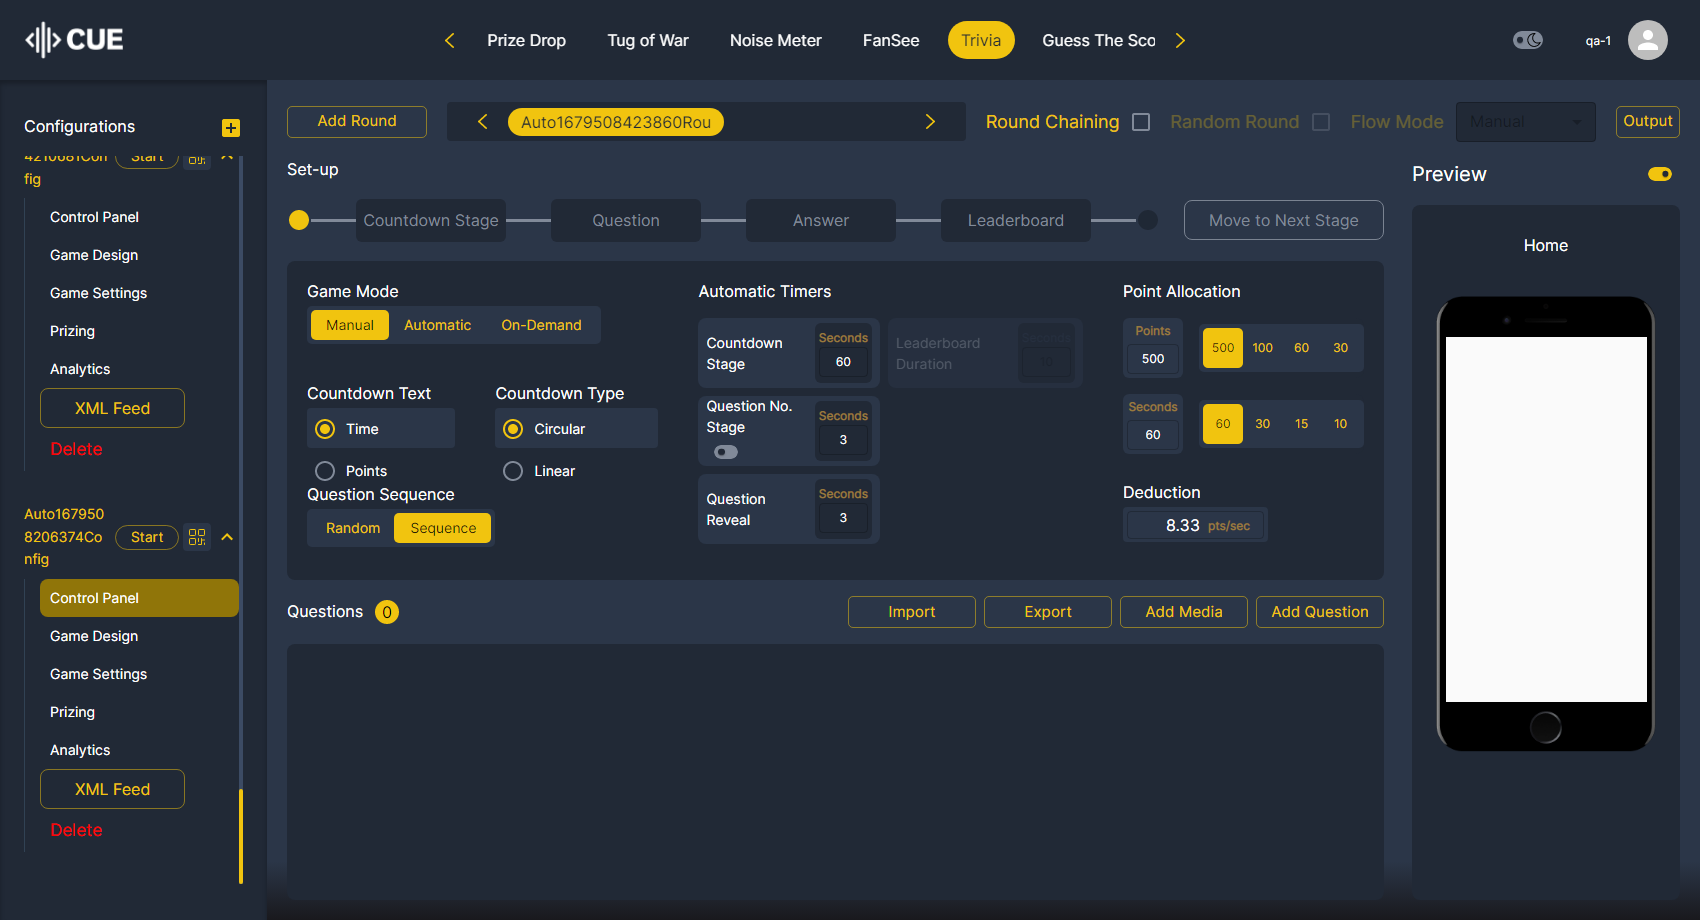 CUE
Prize Drop
Tug of War
Noise Meter
FanSee
Trivia
Guess The Sco
qa-1
Configurations
4210681Con
fig
Start
Control Panel
Game Design
Game Settings
Prizing
Analytics
XML Feed
Delete
Auto167950
8206374Co
nfig
Start
Control Panel
Game Design
Game Settings
Prizing
Analytics
XML Feed
Delete
Add Round
Auto1679508423860Rou
Round Chaining
Random Round
Flow Mode
Manual
Output
Set-up
Countdown Stage
Question
Answer
Leaderboard
Move to Next Stage
Game Mode
Manual
Automatic
On-Demand
Countdown Text
Time
Points
Countdown Type
Circular
Linear
Question Sequence
Random
Sequence
Automatic Timers
Countdown
Stage
Seconds
60
Leaderboard
Duration
Seconds
10
Question No.
Stage
Seconds
3
Question
Reveal
Seconds
3
Point Allocation
Points
500
500
100
60
30
Seconds
60
60
30
15
10
Deduction
8.33 pts/sec
Questions 0
Import
Export
Add Media
Add Question
Preview
Home